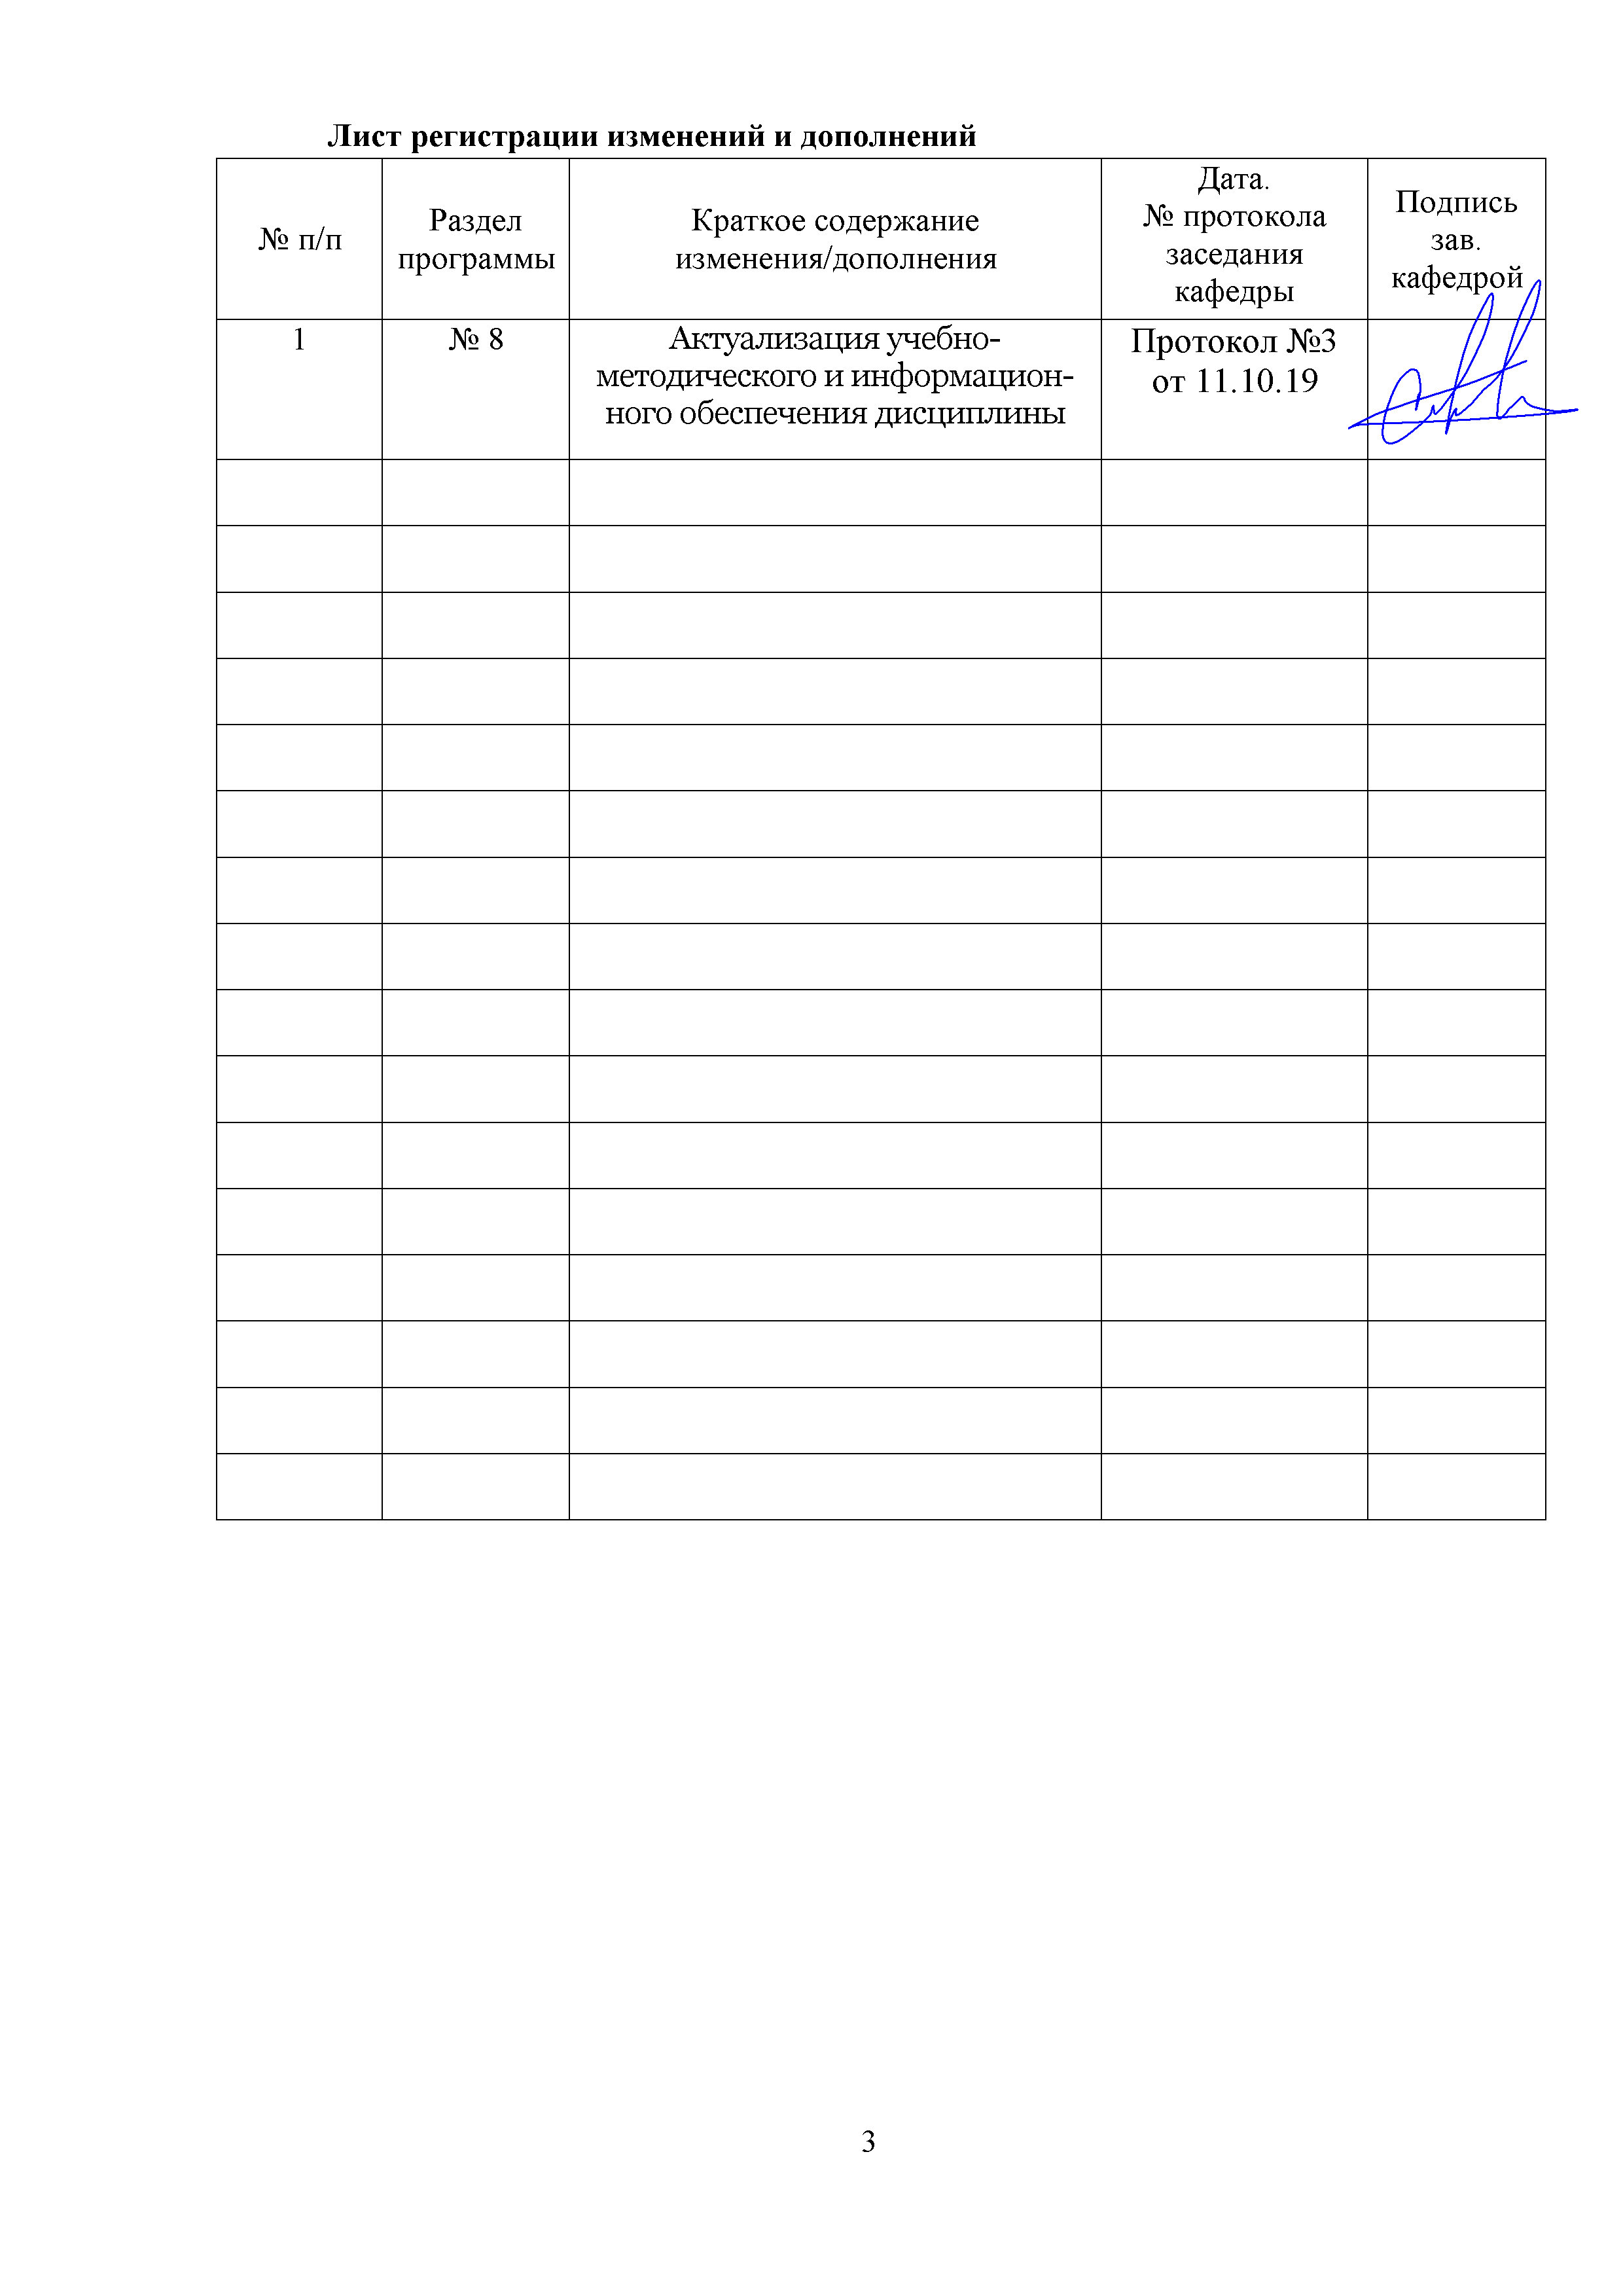 Лист регистрации изменений и дополнений
№ п/п
Раздел
программы
Краткое содержание
изменения/дополнения
Дата.
№ протокола
заседания
кафедры
Подпись
зав.
кафедрой
1
№ 8
Актуализация учебно-
методического и информацион-
ного обеспечения дисциплины
Протокол №3
от 11.10.19
3